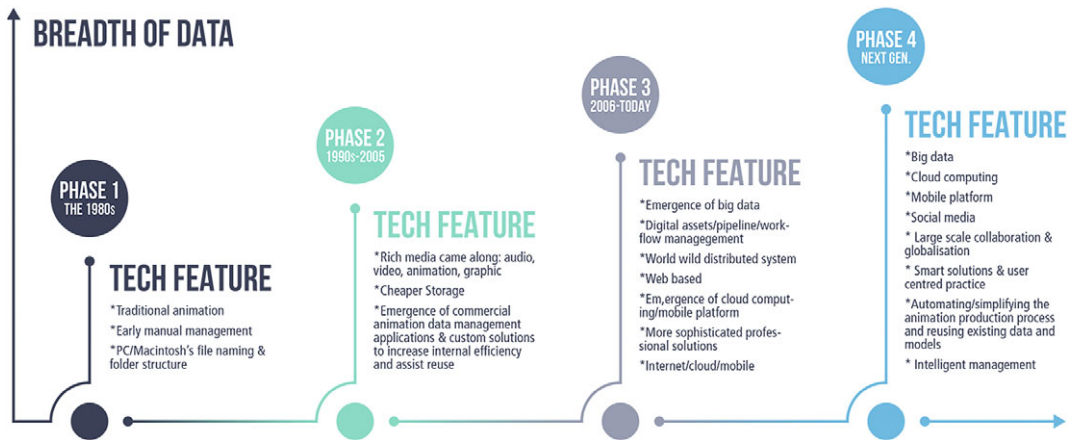 BREADTH OF DATA
PHASE 1
THE 1980s
TECH FEATURE
*Traditional animation
*Early manual management
*PC/Macintosh's file naming &
folder structure
PHASE 2
1990s-2005
TECH FEATURE
*Rich media came along: audio,
video, animation, graphic
*Cheaper Storage
*Emergence of commercial
animation data management
applications & custom solutions
to increase internal efficiency
and assist reuse
PHASE 3
2006-TODAY
TECH FEATURE
*Emergence of big data
*Digital assets/pipeline/work-
flow managegement
*World wild distributed system
*Web based
*Em,ergence of cloud comput-
ing/mobile platform
*More sophisticated profes-
sional solutions
*Internet/cloud/mobile
PHASE 4
NEXT GEN.
TECH FEATURE
*Big data
*Cloud computing
*Mobile platform
*Social media
* Large scale collaboration &
globalisation
* Smart solutions & user
centred practice
*Automating/simplifying the
animation production process
and reusing existing data and
models
* Intelligent management